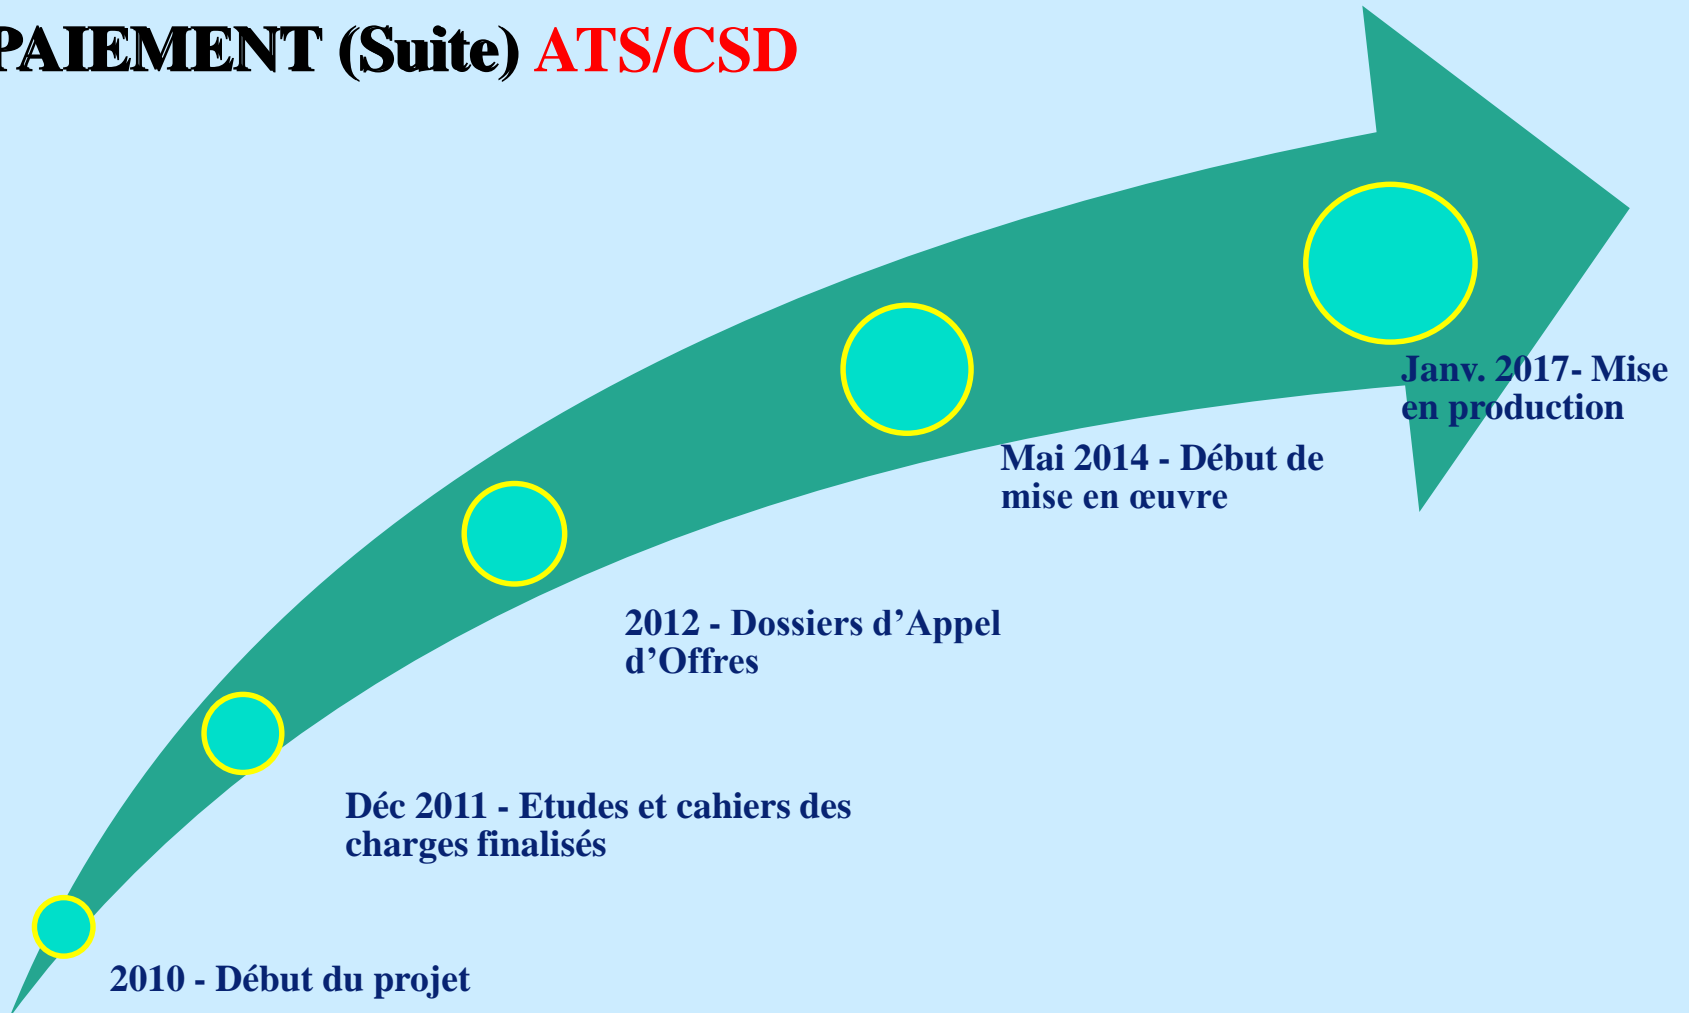 PAIEMENT (Suite) ATS/CSD
Janv. 2017- Mise
en production
Mai 2014 - Début de
mise en œuvre
2012 - Dossiers d’Appel
d’Offres
Déc 2011 - Etudes et cahiers des
charges finalisés
2010 - Début du projet